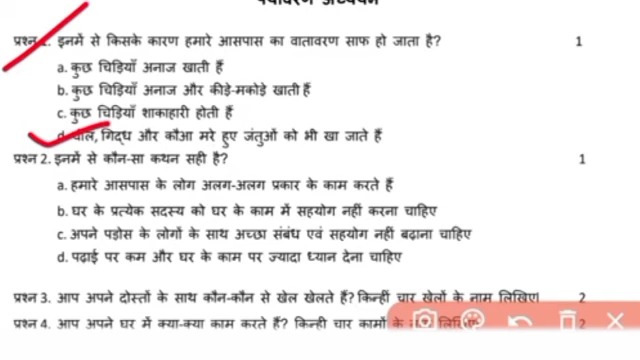 पर्यावरण अध्ययन
प्रश्न 1. इनमें से किसके कारण हमारे आसपास का वातावरण साफ हो जाता है? 1
a. कुछ चिड़ियाँ अनाज खाती हैं
b. कुछ चिड़ियाँ अनाज और कीड़े-मकोड़े खाती हैं
c. कुछ चिड़ियाँ शाकाहारी होती हैं
d. चील, गिद्ध और कौआ मरे हुए जंतुओं को भी खा जाते हैं
प्रश्न 2. इनमें से कौन-सा कथन सही है? 1
a. हमारे आसपास के लोग अलग-अलग प्रकार के काम करते हैं
b. घर के प्रत्येक सदस्य को घर के काम में सहयोग नहीं करना चाहिए
c. अपने पड़ोस के लोगों के साथ अच्छा संबंध एवं सहयोग नहीं बढ़ाना चाहिए
d. पढ़ाई पर कम और घर के काम पर ज्यादा ध्यान देना चाहिए
प्रश्न 3. आप अपने दोस्तों के साथ कौन-कौन से खेल खेलते हैं? किन्हीं चार खेलों के नाम लिखिए। 2
प्रश्न 4. आप अपने घर में क्या-क्या काम करते हैं? किन्ही चार कामों के 2